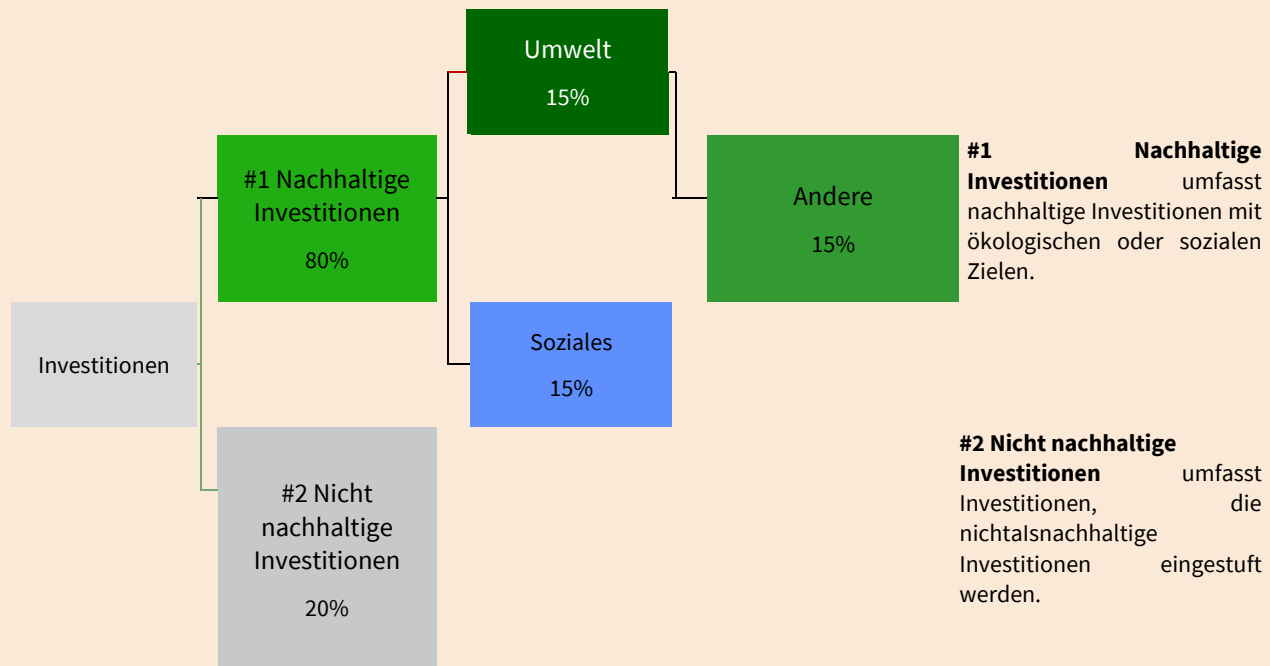 Umwelt
15%
#1 Nachhaltige
Investitionen
80%
Andere
15%
#1 Nachhaltige
Investitionen umfasst
nachhaltige Investitionen mit
ökologischen oder sozialen
Zielen.
Investitionen
Soziales
15%
#2 Nicht
nachhaltige
Investitionen
20%
#2 Nicht nachhaltige
Investitionen umfasst
Investitionen, die
nichtaIsnachhaltige
Investitionen eingestuft
werden.